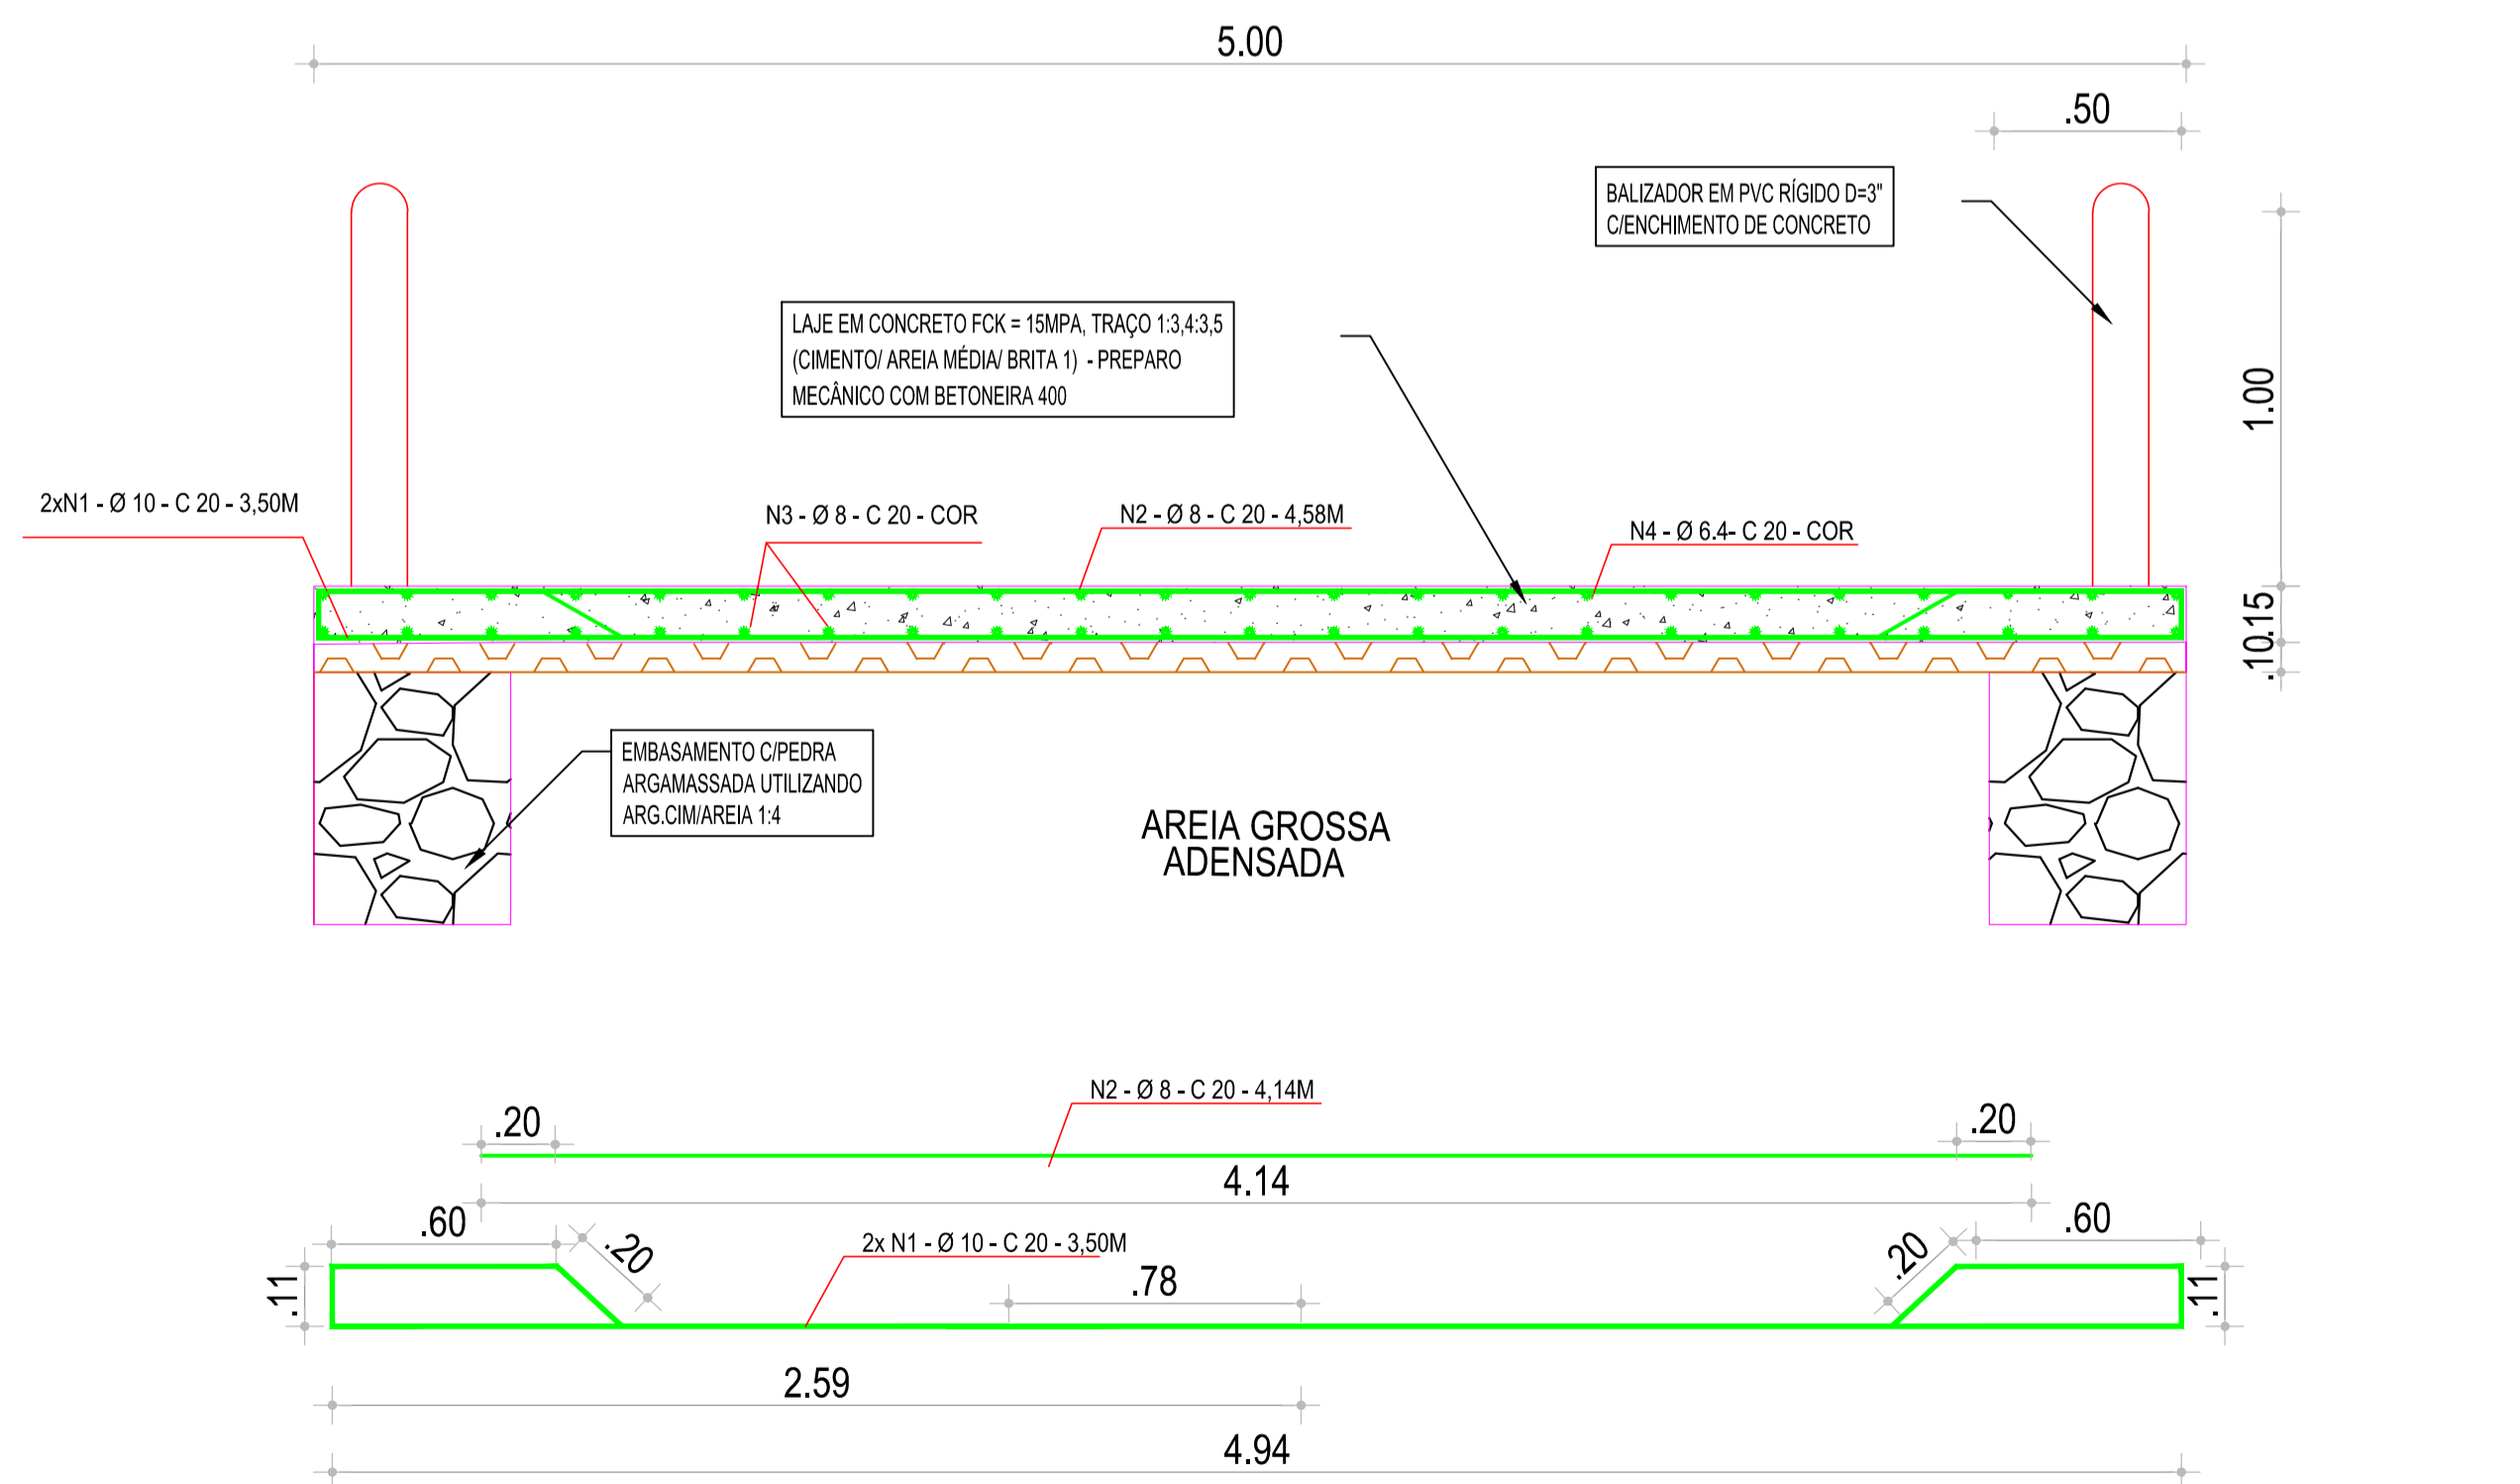 5.00
.50
BALIZADOR EM PVC RÍGIDO D=3"
C/ENCHIMENTO DE CONCRETO
LAJE EM CONCRETO FCK = 15MPA, TRAÇO 1:3,4:3,5
(CIMENTO/ AREIA MÉDIA/ BRITA 1)  - PREPARO
MECÂNICO COM BETONEIRA 400
1.00
2xN1 - Ø 10 - C 20 - 3,50M
N3 - Ø 8 - C 20 - COR
N2 - Ø 8 - C 20 - 4,58M
N4 - Ø 6.4- C 20 - COR
.15
.10
EMBASAMENTO C/PEDRA
ARGAMASSADA UTILIZANDO
ARG.CIM/AREIA 1:4
AREIA GROSSA
ADENSADA
N2 - Ø 8 - C 20 - 4,14M
.20
.20
4.14
.60
.20
2x N1 - Ø 10 - C 20 - 3,50M
.20
.60
.11
.78
.11
2.59
4.94